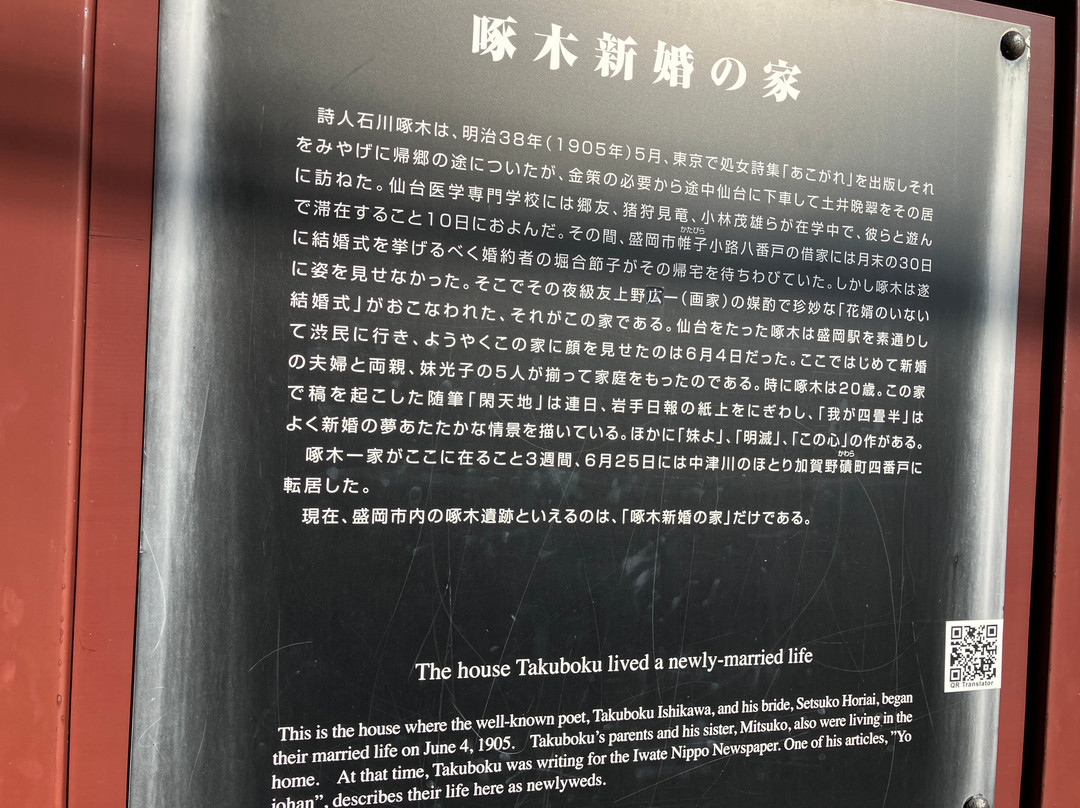 啄木新婚の家
詩人石川啄木は、明治38年(1905年)5月、東京で処女詩集「あこがれ」を出版しそれ
をみやげに帰郷の途についたが、金策の必要から途中仙台に下車して土井晩翠をその居
に訪ねた。仙台医学専門学校には郷友、猪狩見竜、小林茂雄らが在学中で、彼らと遊ん
で滞在すること10日におよんだ。その間、盛岡市帷子小路八番戸の借家には月末の30日
かたびら
に結婚式を挙げるべく婚約者の堀合節子がその帰宅を待ちわびていた。しかし啄木は遂
に姿を見せなかった。そこでその夜級友上野広一(画家)の媒酌で珍妙な「花婿のいない
結婚式」がおこなわれた、それがこの家である。仙台をたった啄木は盛岡駅を素通りし
て渋民に行き、ようやくこの家に顔を見せたのは6月4日だった。ここではじめて新婚
の夫婦と両親、妹光子の5人が揃って家庭をもったのである。時に啄木は20歳。この家
で稿を起こした随筆「閑天地」は連日、岩手日報の紙上をにぎわし、「我が四畳半」は
よく新婚の夢あたたかな情景を描いている。ほかに「妹よ」、「明滅」、「この心」の作がある。
啄木一家がここに在ること3週間、6月25日には中津川のほとり加賀野磧町四番戸に
かわら
転居した。
現在、盛岡市内の啄木遺跡といえるのは、「啄木新婚の家」だけである。
The house Takuboku lived a newly-married life
This is the house where the well-known poet, Takuboku Ishikawa, and his bride, Setsuko Horiai, began
their married life on June 4, 1905. Takuboku's parents and his sister, Mitsuko, also were living in the
home. At that time, Takuboku was writing for the Iwate Nippo Newspaper. One of his articles, "Yo
johan", describes their life here as newlyweds.
QR Translator